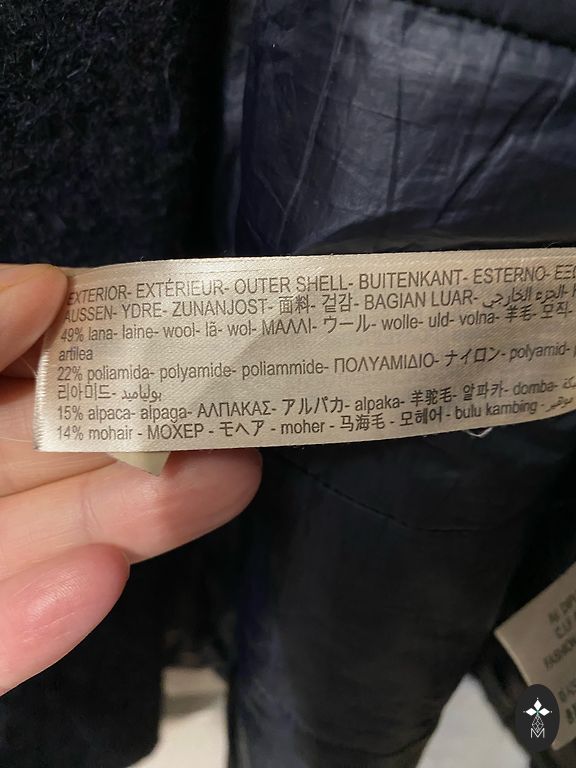 EXTERIOR- EXTÉRIEUR- OUTER SHELL- BUITENKANT- ESTERNO-
AUSSEN- YDRE- ZUNANJOST- 面料- 겉감- BAGIAN LUAR- الجزء الخارجي-
49% lana- laine- wool- lã- wol- ΜΑΛΛΙ- ウール- wolle- uld- volna- 羊毛- 모직-
artilea
22% poliamida- polyamide- poliammide- ΠΟΛΥΑΜΙΔΙΟ- ナイロン- polyamid-
리아미드- بولياميد
15% alpaca- alpaga- ΑΛΠΑΚΑΣ- アルパカ- alpaka- 羊驼毛- 알파카- domba-
14% mohair- MOXEP- モヘア- moher- 马海毛- 모헤어- bulu kambing- موهير
FASHION
M